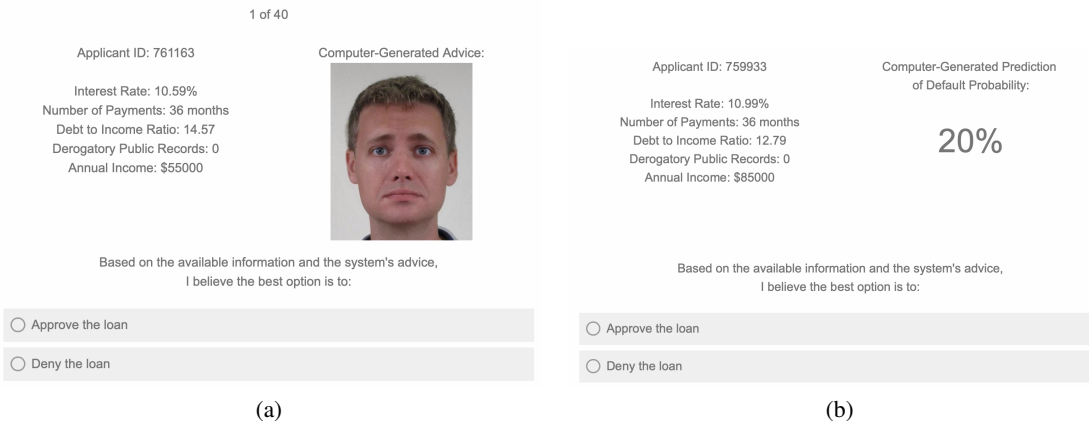 1 of 40
Applicant ID: 761163
Interest Rate: 10.59%
Number of Payments: 36 months
Debt to Income Ratio: 14.57
Derogatory Public Records: 0
Annual Income: $55000
Computer-Generated Advice:
Based on the available information and the system's advice,
I believe the best option is to:
Approve the loan
Deny the loan
(a)
Applicant ID: 759933
Interest Rate: 10.99%
Number of Payments: 36 months
Debt to Income Ratio: 12.79
Derogatory Public Records: 0
Annual Income: $85000
Computer-Generated Prediction
of Default Probability:
20%
Based on the available information and the system's advice,
I believe the best option is to:
Approve the loan
Deny the loan
(b)